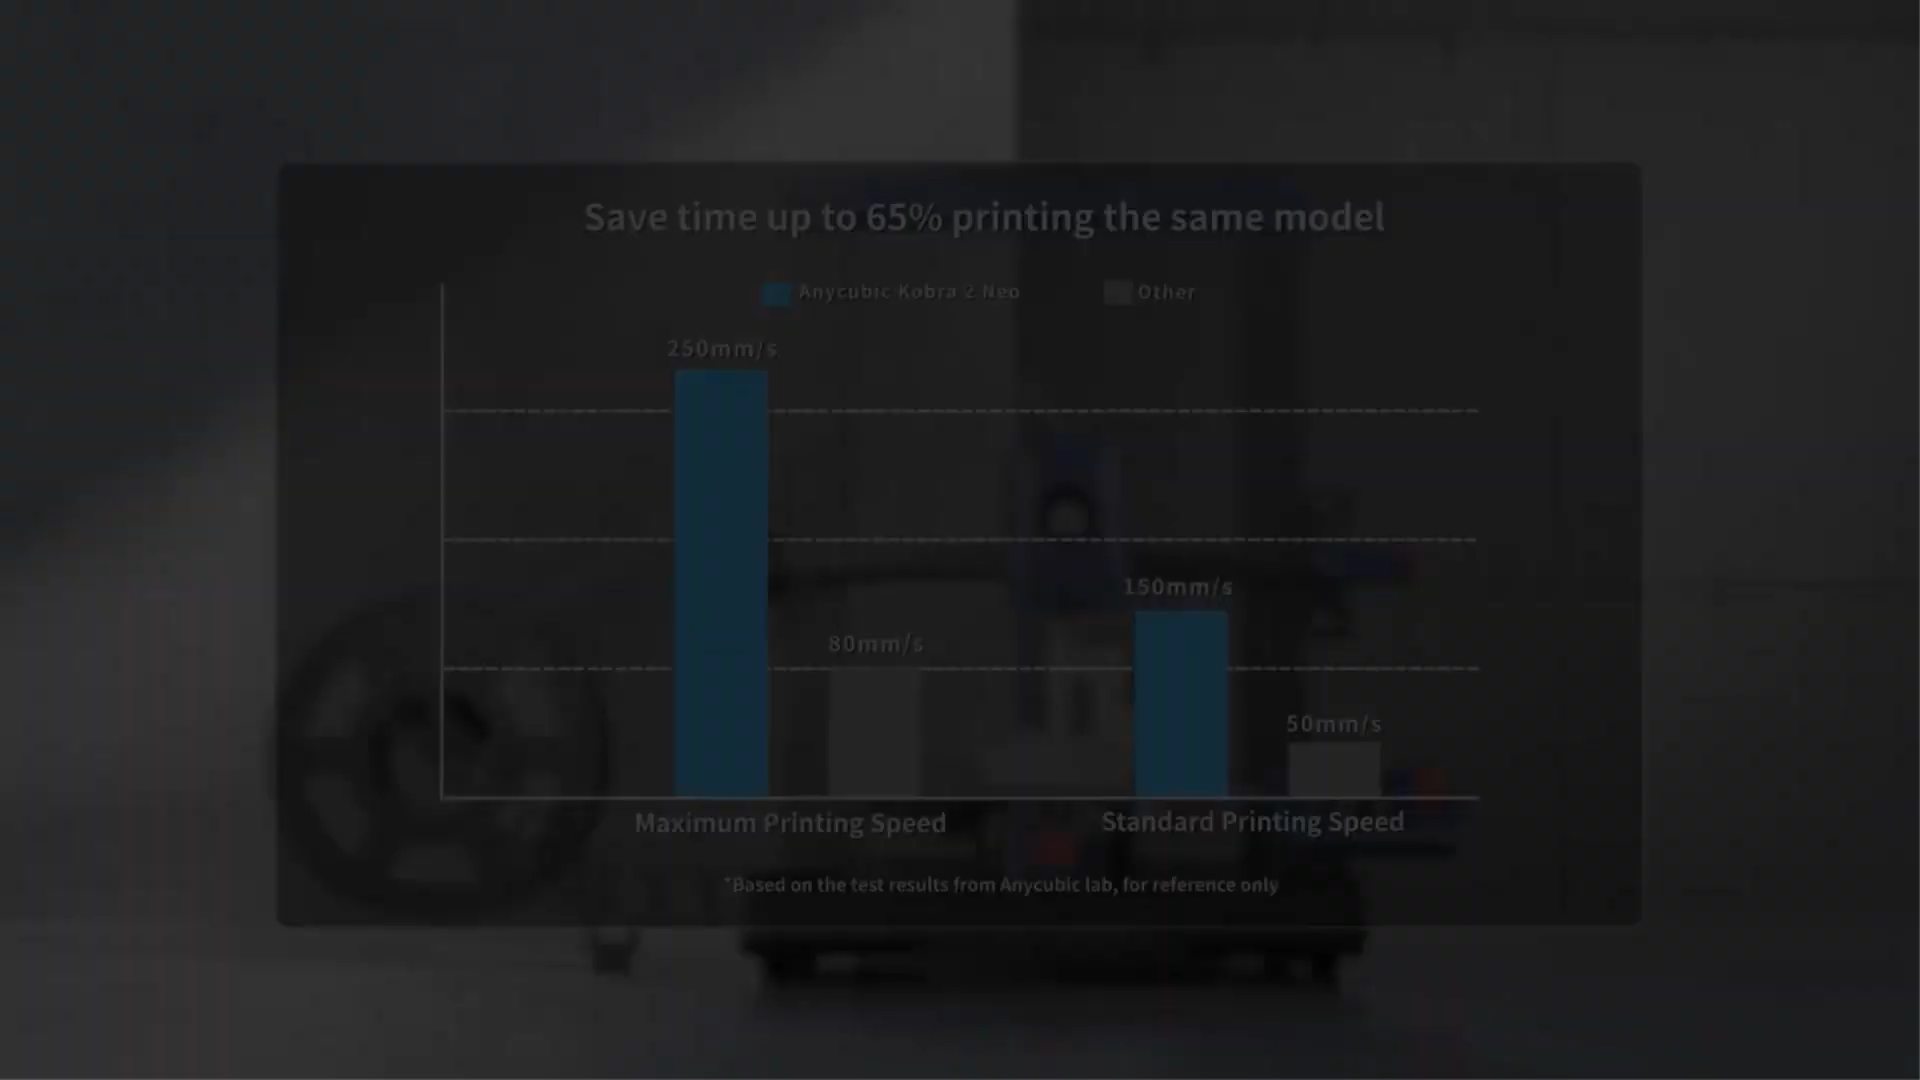 Save time up to 65% printing the same model
Anycubic Kobra 2 Neo
Other
250mm/s
80mm/s
150mm/s
50mm/s
Maximum Printing Speed
Standard Printing Speed
*Based on the test results from Anycubic lab, for reference only